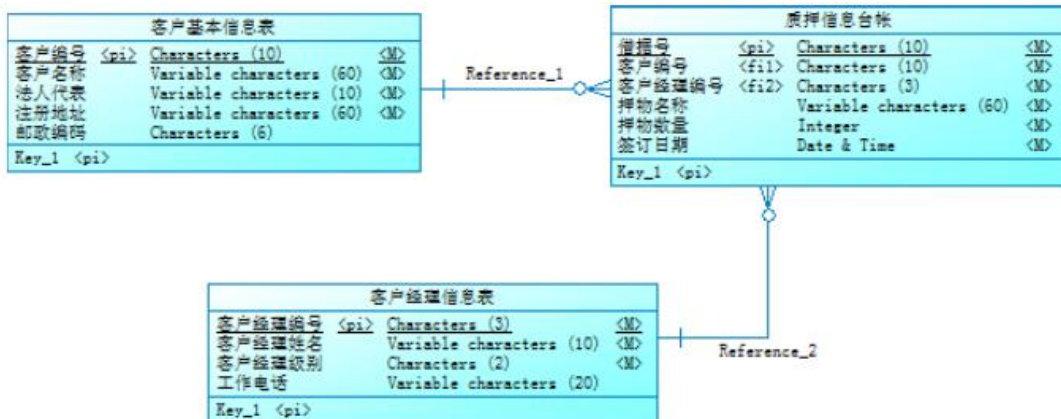 客户基本信息表
客户编号 <pi> Characters (10) <M>
客户名称 Variable characters (60) <M>
法人代表 Variable characters (10) <M>
注册地址 Variable characters (60) <M>
邮政编码 Characters (6)
Key_1 <pi>
Reference_1
质押信息台帐
借据号 <pi> Characters (10) <M>
客户编号 <fi1> Characters (10) <M>
客户经理编号 <fi2> Characters (3) <M>
押物名称 Variable characters (60) <M>
押物数量 Integer <M>
签订日期 Date & Time <M>
Key_1 <pi>
客户经理信息表
客户经理编号 <pi> Characters (3) <M>
客户经理姓名 Variable characters (10) <M>
客户经理级别 Characters (2) <M>
工作电话 Variable characters (20)
Key_1 <pi>
Reference_2